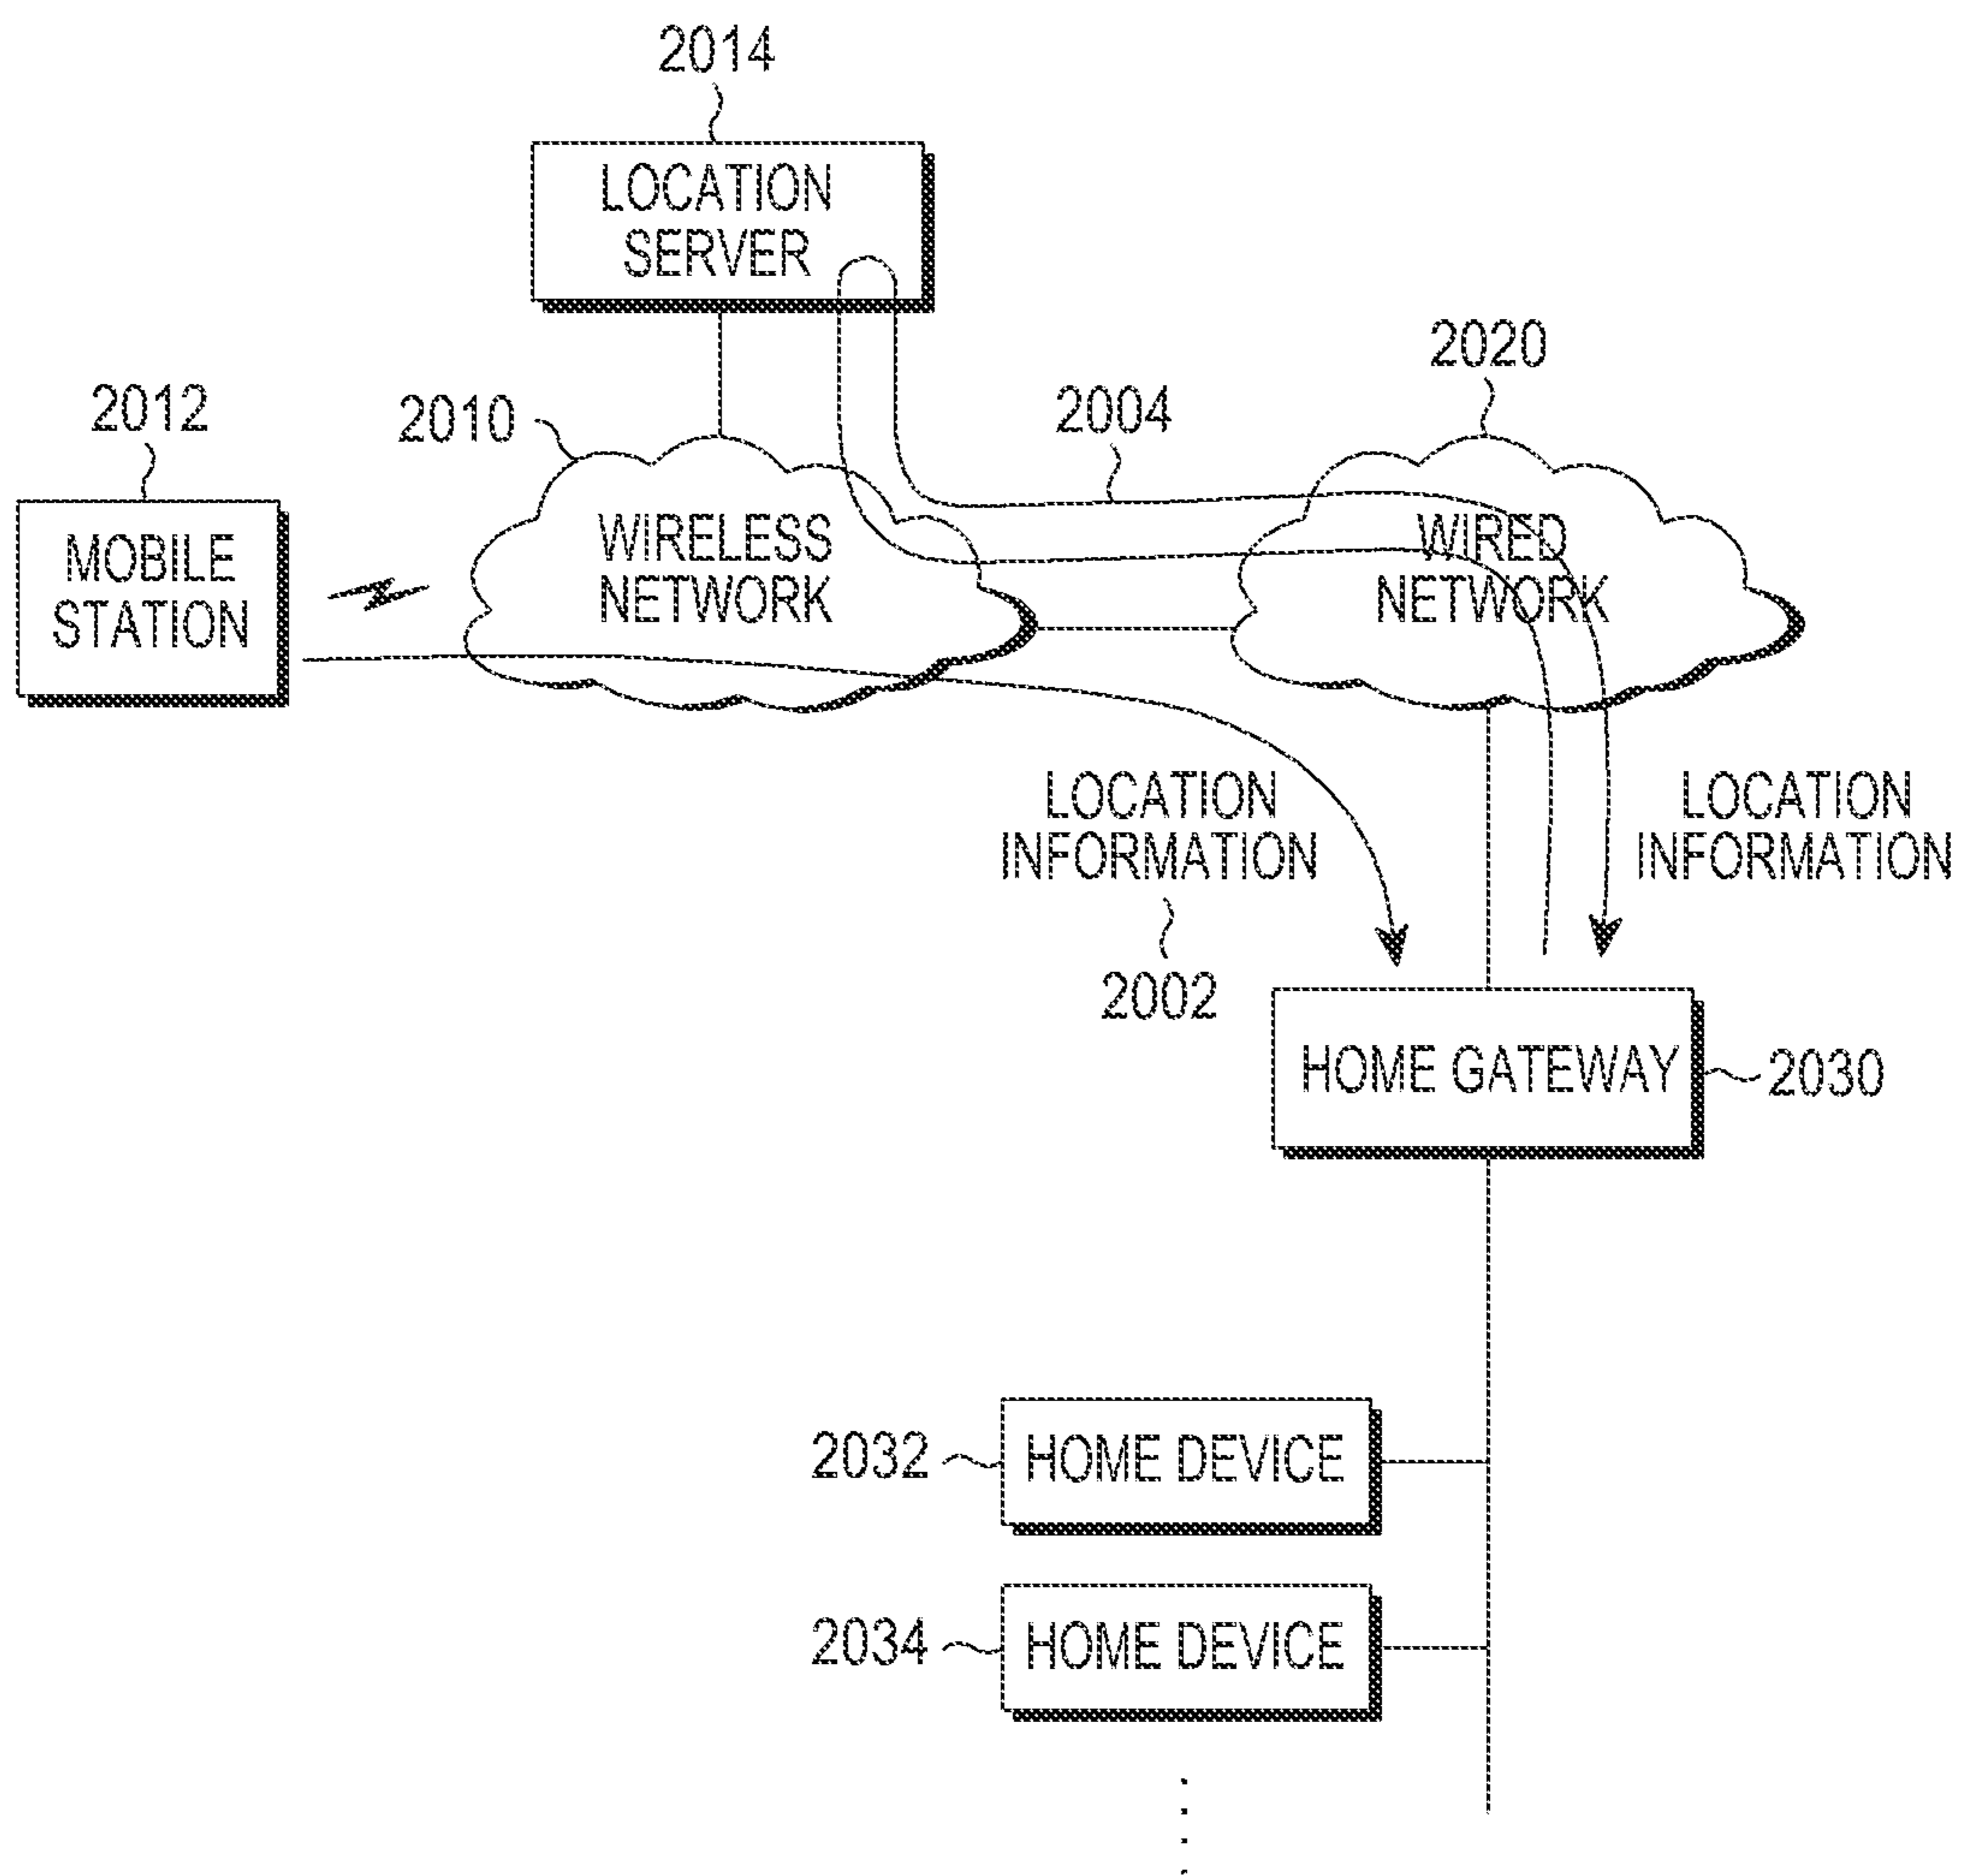 2014
LOCATION
SERVER
2020
2012
2010
2004
MOBILE
STATION
WIRELESS
NETWORK
WIRED
NETWORK
LOCATION
INFORMATION
2002
LOCATION
INFORMATION
HOME GATEWAY
2030
2032
HOME DEVICE
2034
HOME DEVICE